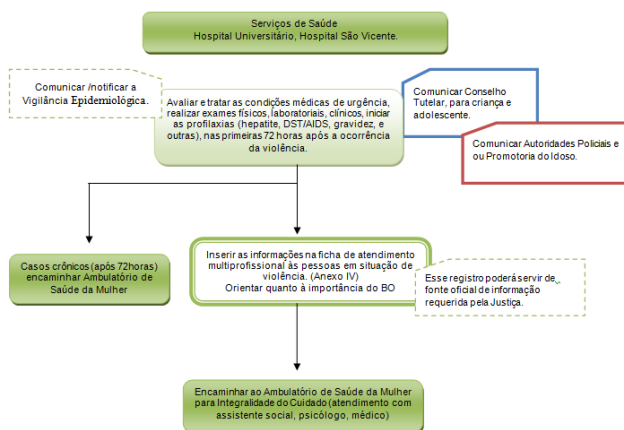 Serviços de Saúde
Hospital Universitário, Hospital São Vicente.
Comunicar /notificar a
Vigilância Epidemiológica.
Avaliar e tratar as condições médicas de urgência,
realizar exames físicos, laboratoriais, clínicos, iniciar
as profilaxias (hepatite, DST/AIDS, gravidez, e
outras), nas primeiras 72 horas após a ocorrência
da violência.
Comunicar Conselho
Tutelar, para criança e
adolescente.
Comunicar Autoridades Policiais e
ou Promotoria do Idoso.
Casos crônicos (após 72horas)
encaminhar Ambulatório de
Saúde da Mulher
Inserir as informações na ficha de atendimento
multiprofissional às pessoas em situação de
violência. (Anexo IV)
Orientar quanto à importância do BO
Esse registro poderá servir de
fonte oficial de informação
requerida pela Justiça.
Encaminhar ao Ambulatório de Saúde da Mulher
para Integralidade do Cuidado (atendimento com
assistente social, psicólogo, médico)